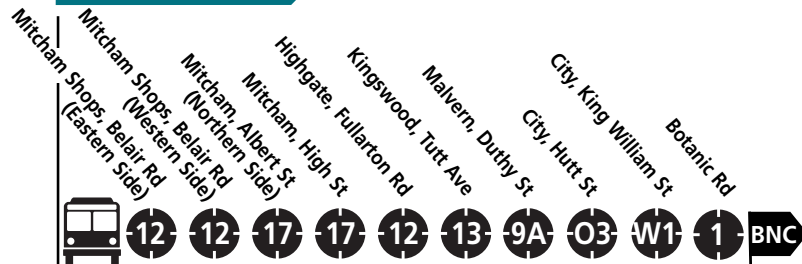 Mitcham Shops, Belair Rd
(Eastern Side)
Mitcham Shops, Belair Rd
(Western Side)
Mitcham, Albert St
(Northern Side)
Mitcham, High St
Highgate, Fullarton Rd
Kingswood, Tutt Ave
Malvern, Duthy St
City, Hutt St
City, King William St
Botanic Rd
12 12 17 17 12 13 9A O3 W1 1 BNC